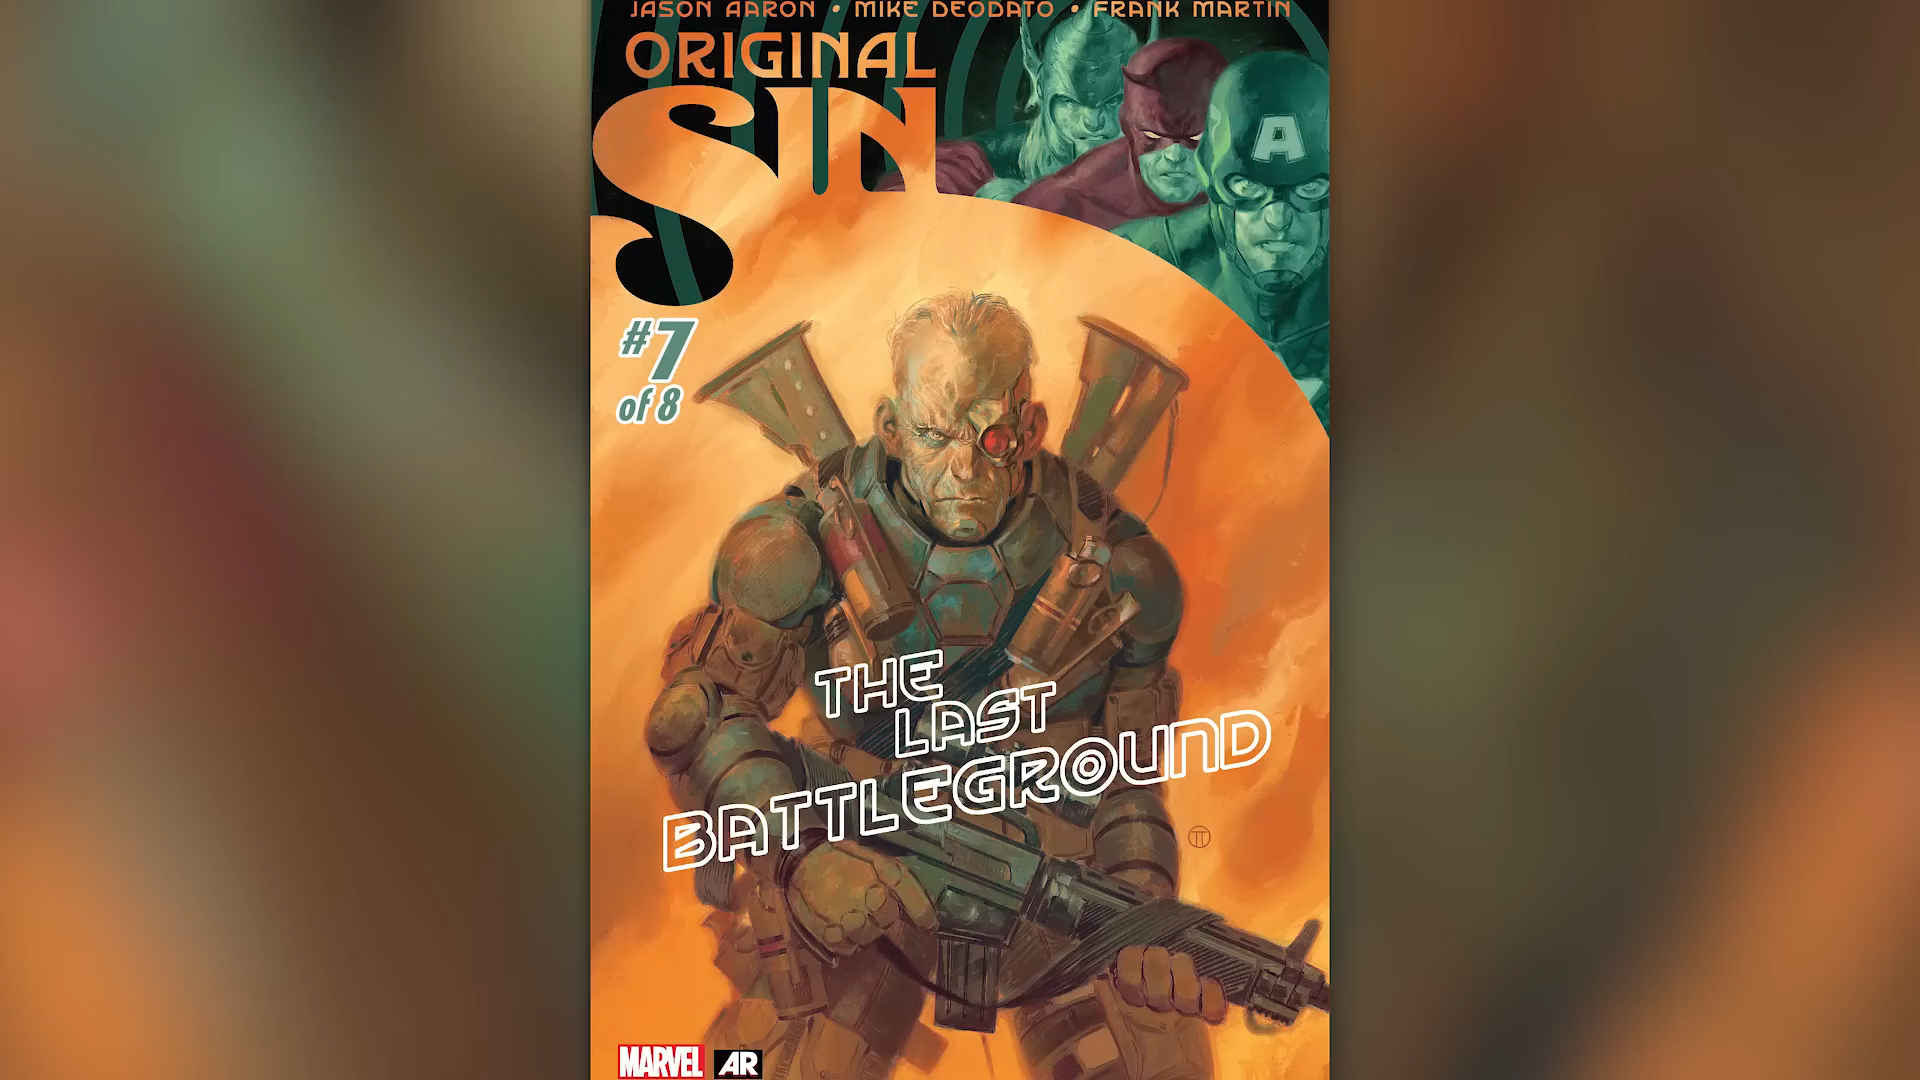 JASON AARON • MIKE DEODATO • FRANK MARTIN
ORIGINAL
SIN
#7
of 8
A
THE
LAST
BATTLEGROUND
MARVEL AR